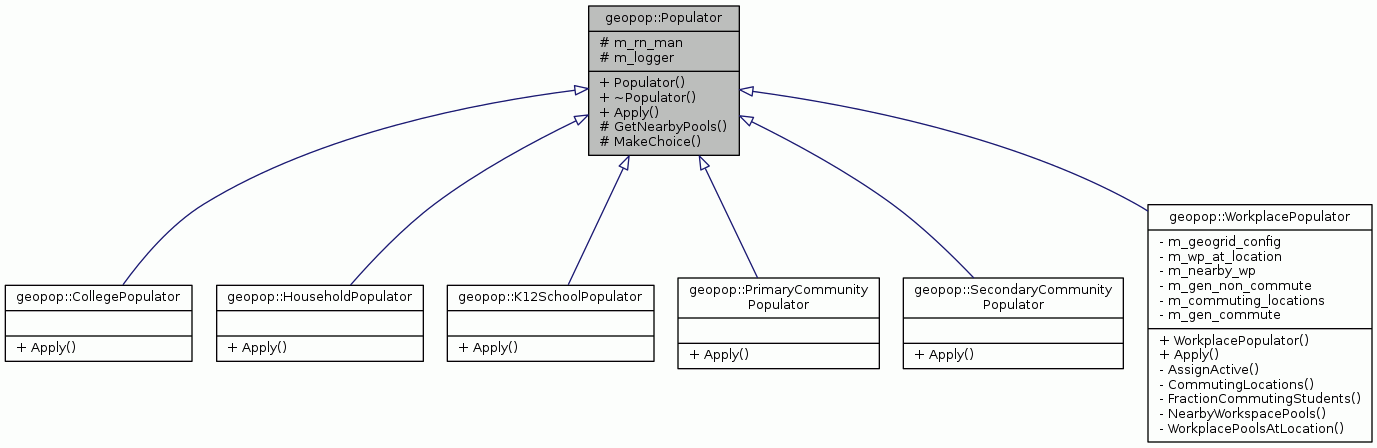 geopop::Populator
# m_rn_man
# m_logger
+ Populator()
+ ~Populator()
+ Apply()
# GetNearbyPools()
# MakeChoice()
geopop::CollegePopulator
+ Apply()
geopop::HouseholdPopulator
+ Apply()
geopop::K12SchoolPopulator
+ Apply()
geopop::PrimaryCommunity
Populator
+ Apply()
geopop::SecondaryCommunity
Populator
+ Apply()
geopop::WorkplacePopulator
- m_geogrid_config
- m_wp_at_location
- m_nearby_wp
- m_gen_non_commute
- m_commuting_locations
- m_gen_commute
+ WorkplacePopulator()
+ Apply()
- AssignActive()
- CommutingLocations()
- FractionCommutingStudents()
- NearbyWorkspacePools()
- WorkplacePoolsAtLocation()